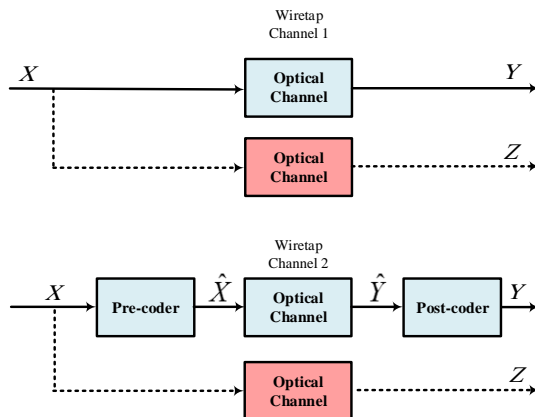 Wiretap
Channel 1
X
Optical
Channel
Y
Optical
Channel
Z
Wiretap
Channel 2
X
Pre-coder
X̂
Optical
Channel
Ŷ
Post-coder
Y
Optical
Channel
Z